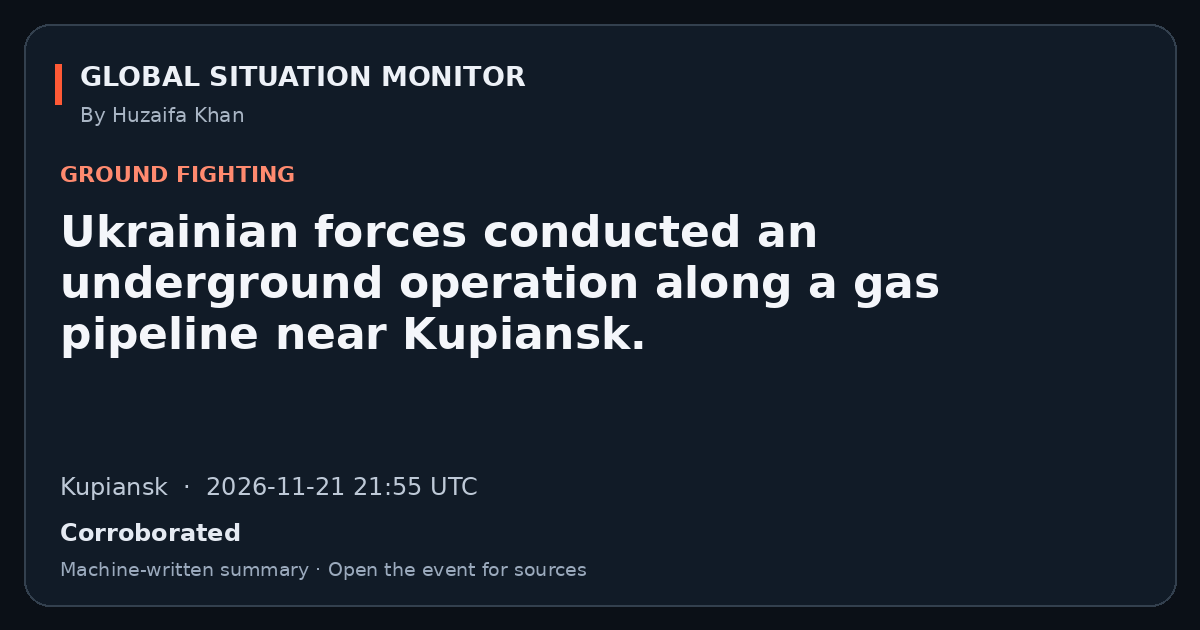 GLOBAL SITUATION MONITOR
By Huzaifa Khan
GROUND FIGHTING
Ukrainian forces conducted an
underground operation along a gas
pipeline near Kupiansk.
Kupiansk · 2026-11-21 21:55 UTC
Corroborated
Machine-written summary · Open the event for sources